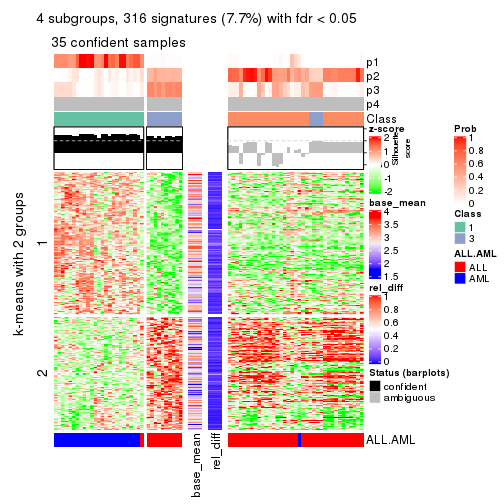 4 subgroups, 316 signatures (7.7%) with fdr < 0.05
35 confident samples
p1
p2
p3
p4
Class
z-score
2
1
0
-1
-2
Silhouette
score
base_mean
4
3.5
3
2.5
2
1.5
rel_diff
1
0.8
0.6
0.4
0.2
0
Status (barplots)
confident
ambiguous
Prob
1
0.8
0.6
0.4
0.2
0
Class
1
3
ALL.AML
ALL
AML
k-means with 2 groups
1
2
base_mean
rel_diff
ALL.AML